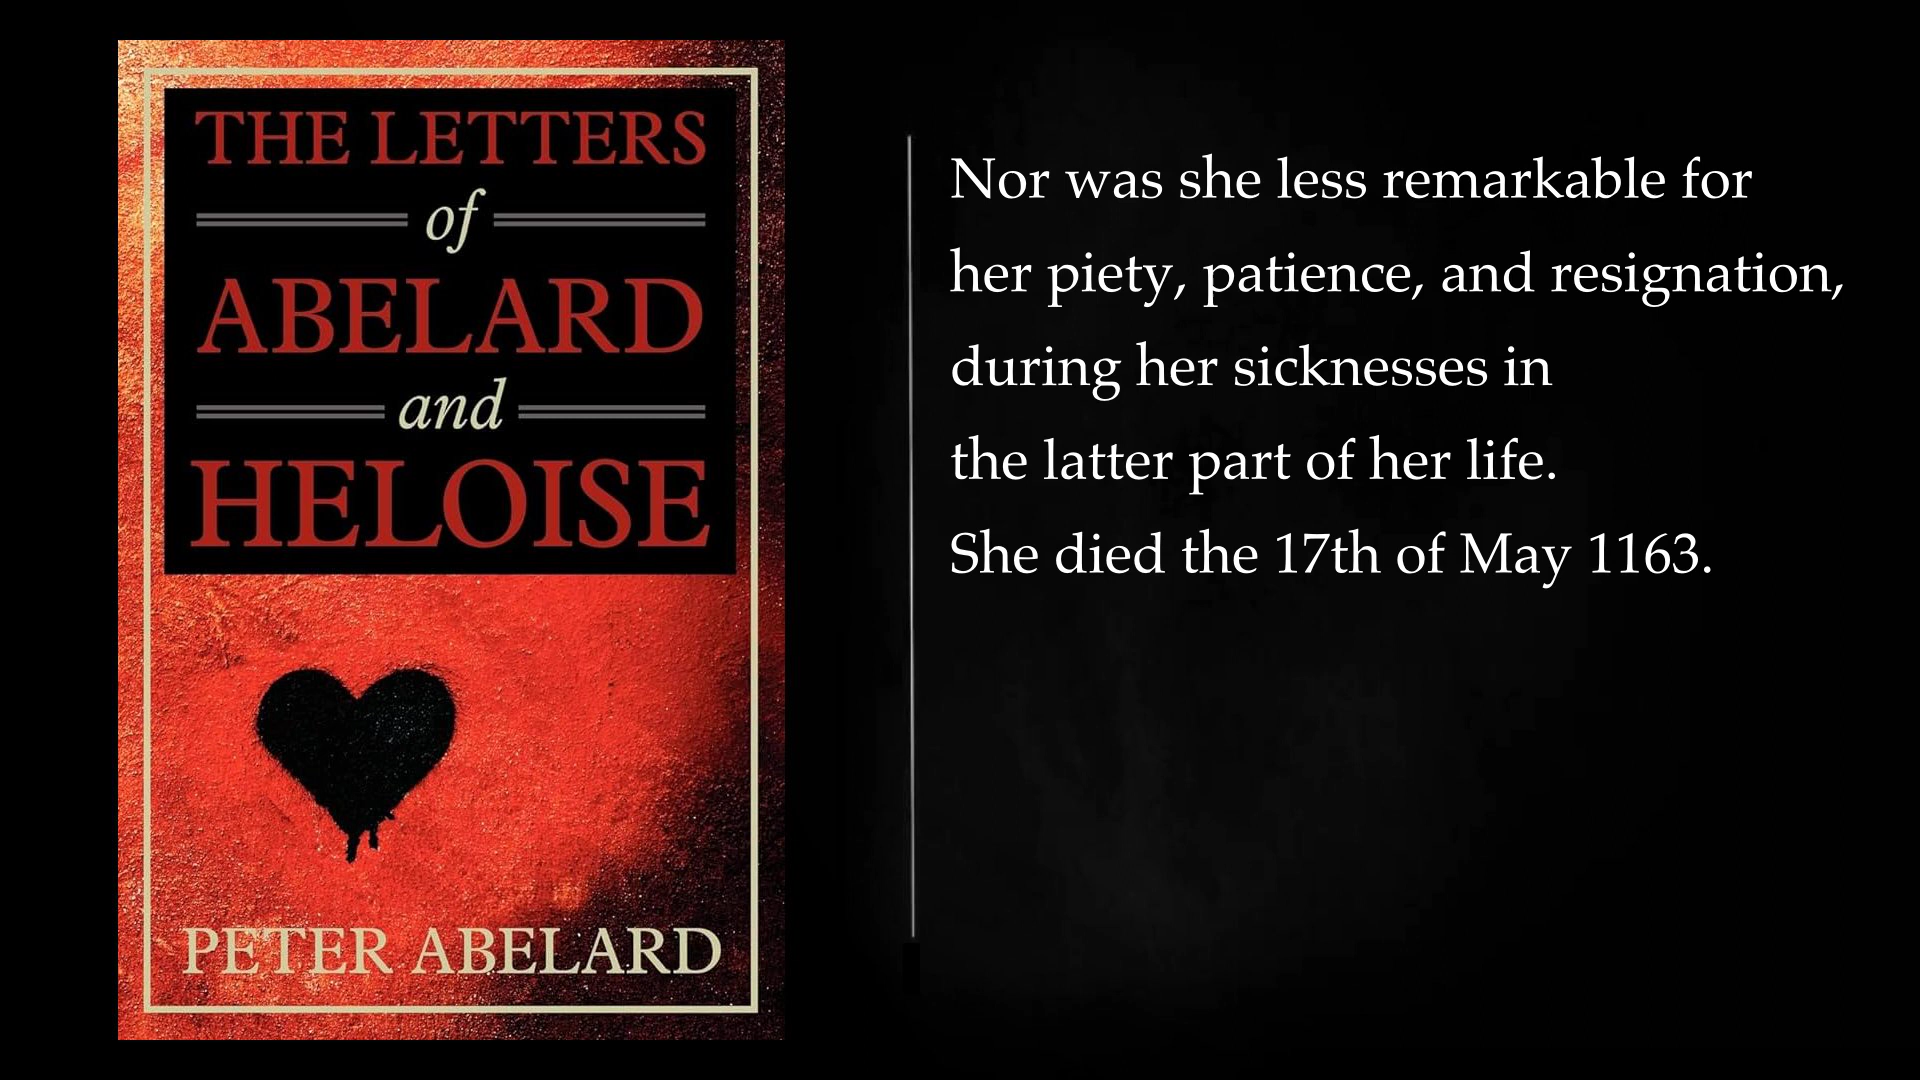 THE LETTERS
of
ABELARD
and
HELOISE
PETER ABELARD
Nor was she less remarkable for
her piety, patience, and resignation,
during her sicknesses in
the latter part of her life.
She died the 17th of May 1163.